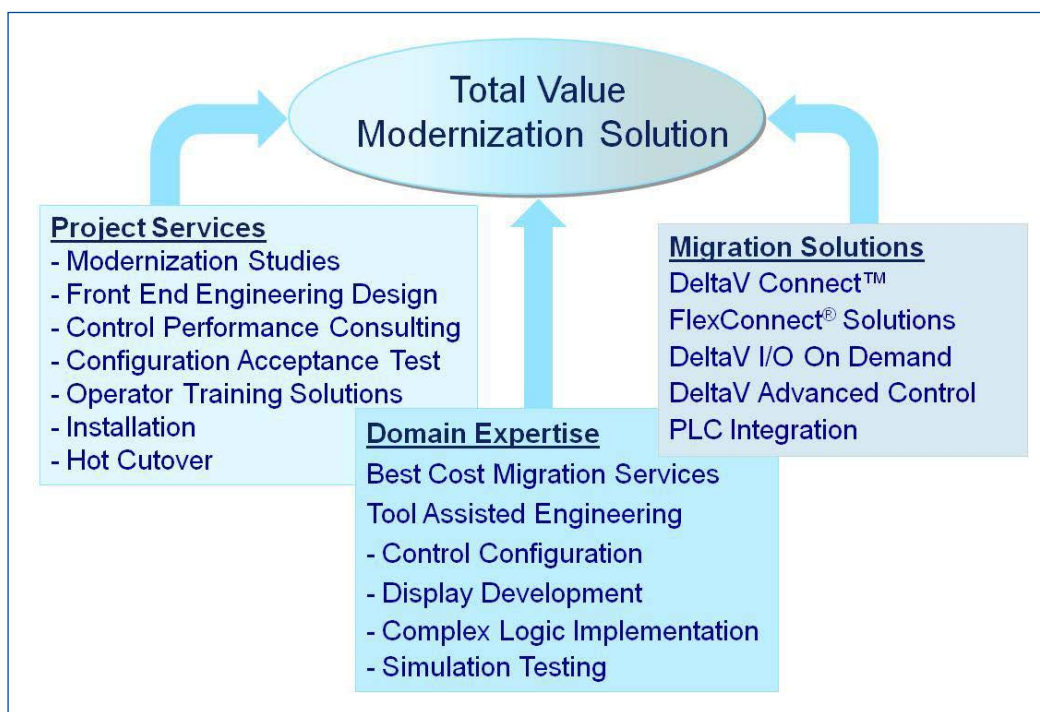 Total Value
Modernization Solution
Project Services
- Modernization Studies
- Front End Engineering Design
- Control Performance Consulting
- Configuration Acceptance Test
- Operator Training Solutions
- Installation
- Hot Cutover
Domain Expertise
Best Cost Migration Services
Tool Assisted Engineering
- Control Configuration
- Display Development
- Complex Logic Implementation
- Simulation Testing
Migration Solutions
DeltaV Connect™
FlexConnect® Solutions
DeltaV I/O On Demand
DeltaV Advanced Control
PLC Integration